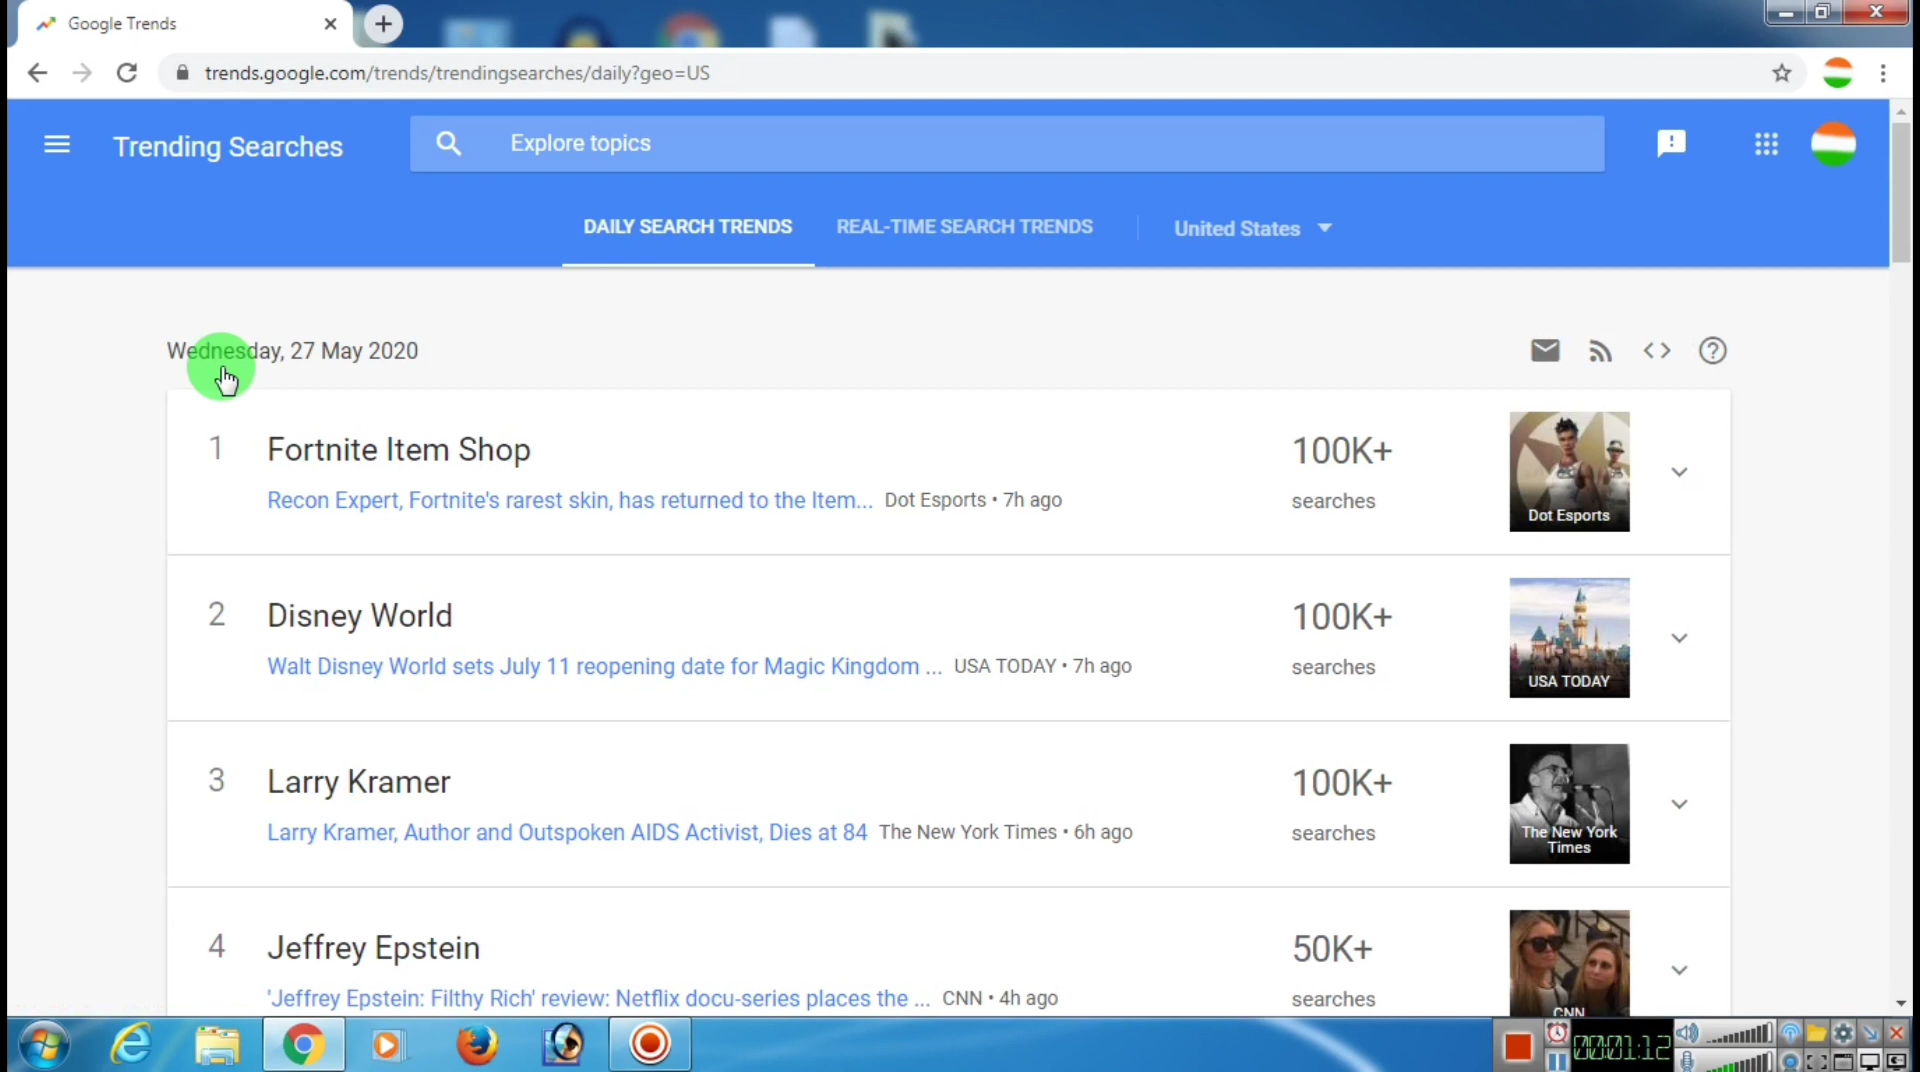 Google Trends
trends.google.com/trends/trendingsearches/daily?geo=US
Trending Searches
Explore topics
DAILY SEARCH TRENDS
REAL-TIME SEARCH TRENDS
United States
Wednesday, 27 May 2020
1
Fortnite Item Shop
100K+
Recon Expert, Fortnite's rarest skin, has returned to the Item... Dot Esports • 7h ago
searches
Dot Esports
2
Disney World
100K+
Walt Disney World sets July 11 reopening date for Magic Kingdom ... USA TODAY • 7h ago
searches
USA TODAY
3
Larry Kramer
100K+
Larry Kramer, Author and Outspoken AIDS Activist, Dies at 84 The New York Times • 6h ago
searches
The New York
Times
4
Jeffrey Epstein
50K+
'Jeffrey Epstein: Filthy Rich' review: Netflix docu-series places the ... CNN • 4h ago
searches
CNN
00:01:12